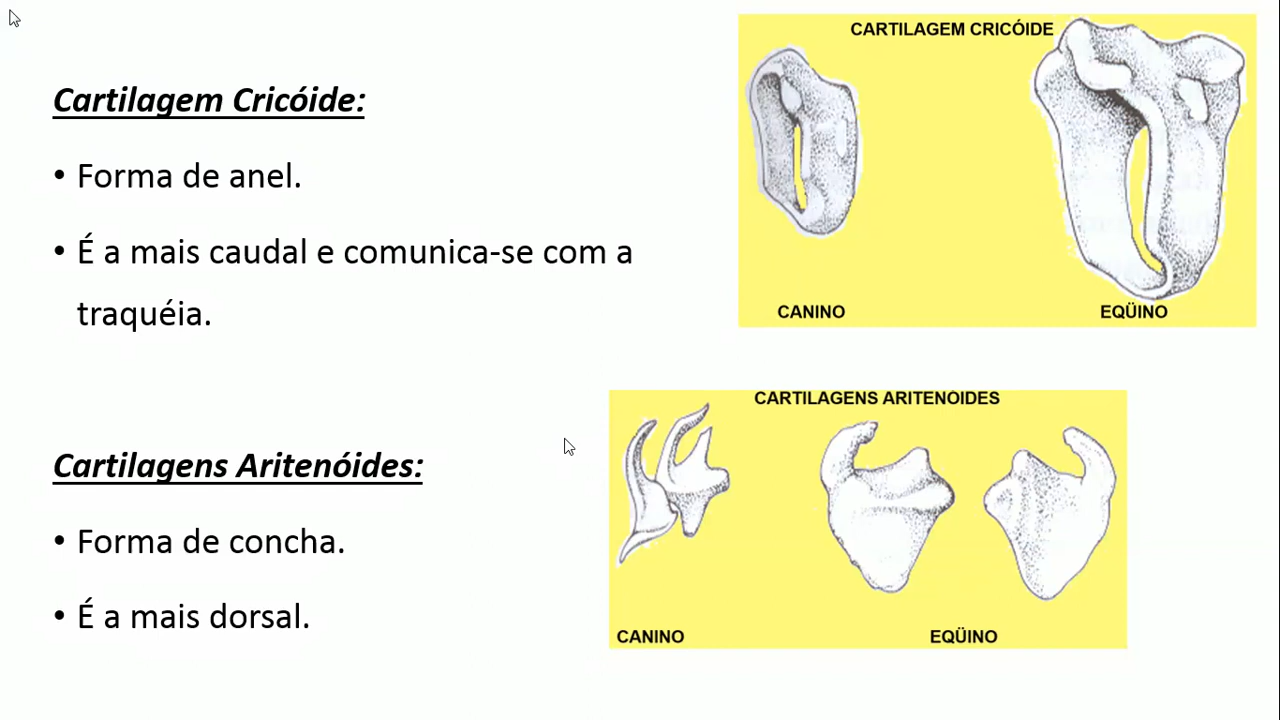 Cartilagem Cricóide:
• Forma de anel.
• É a mais caudal e comunica-se com a
traquéia.
CARTILAGEM CRICÓIDE
CANINO
EQÜINO
Cartilagens Aritenóides:
• Forma de concha.
• É a mais dorsal.
CARTILAGENS ARITENÓIDES
CANINO
EQÜINO